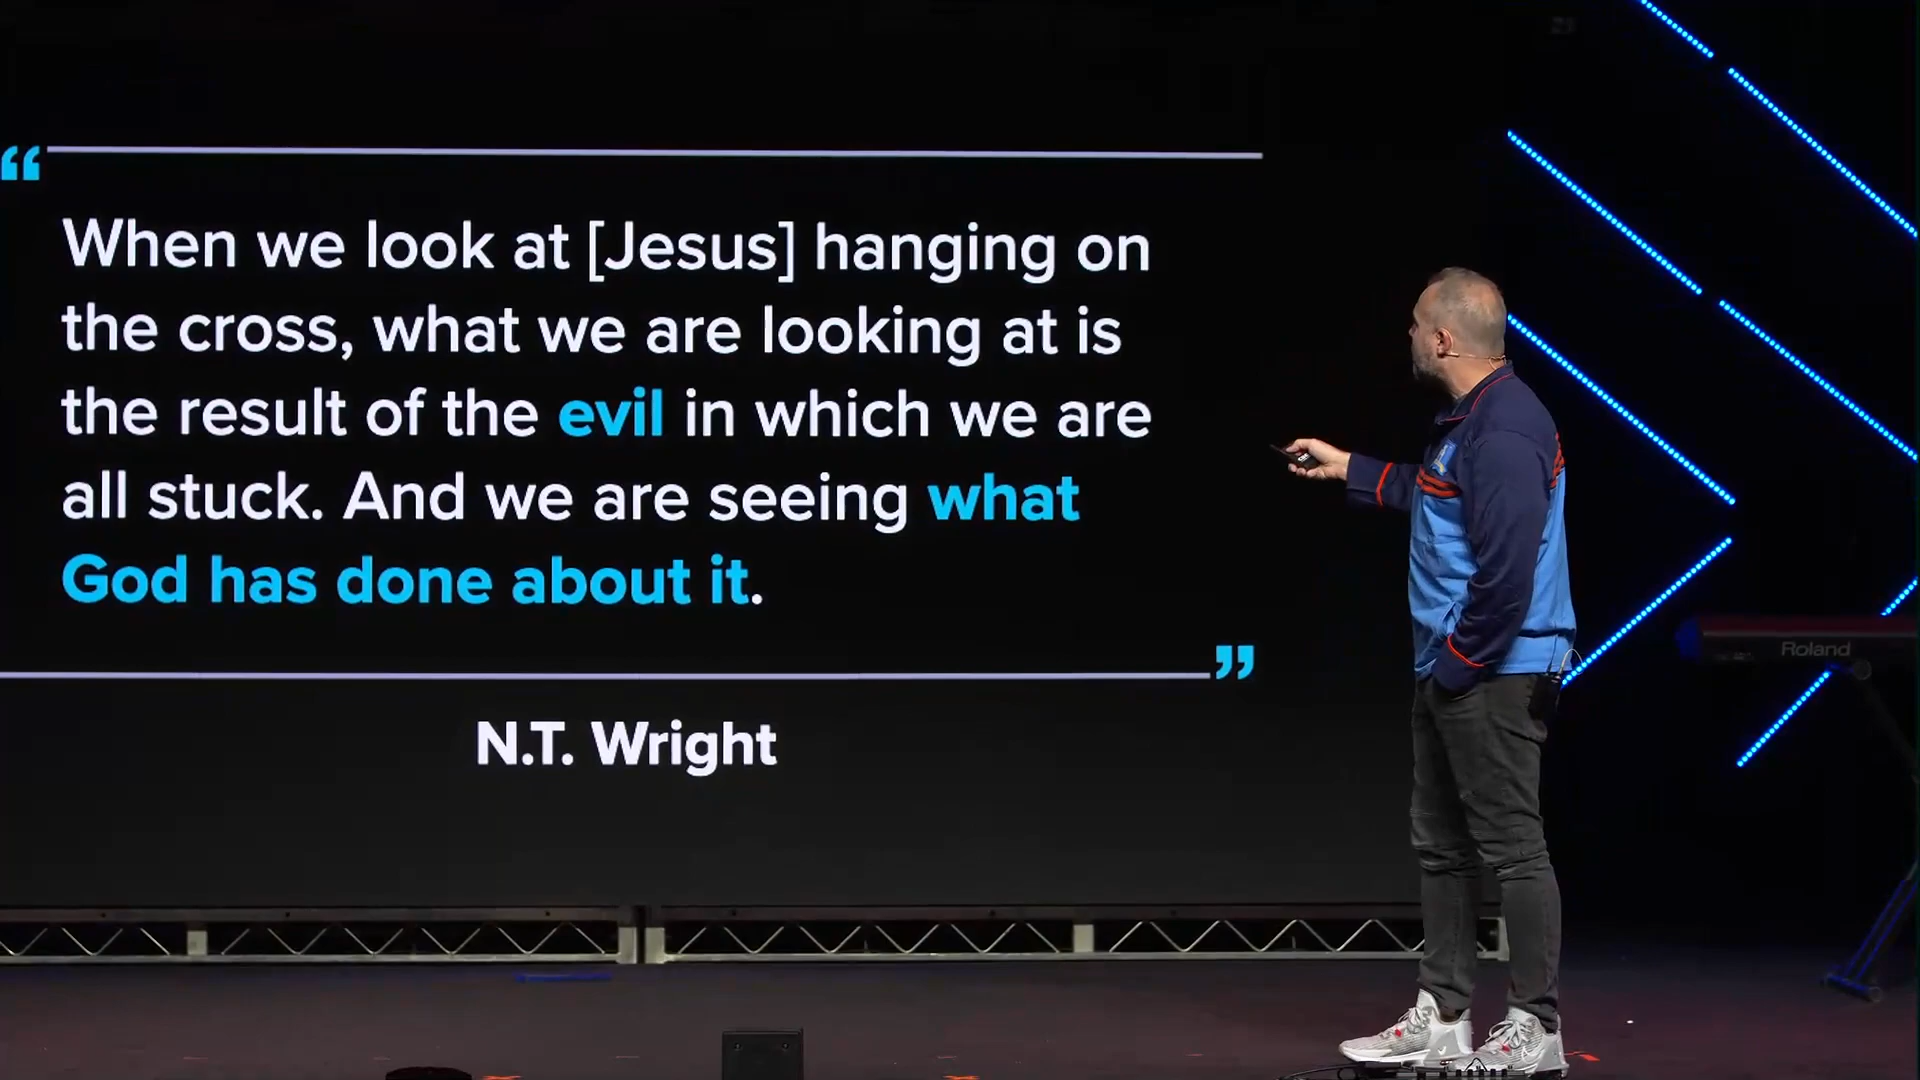 “
When we look at [Jesus] hanging on
the cross, what we are looking at is
the result of the evil in which we are
all stuck. And we are seeing what
God has done about it.
”
N.T. Wright
Roland